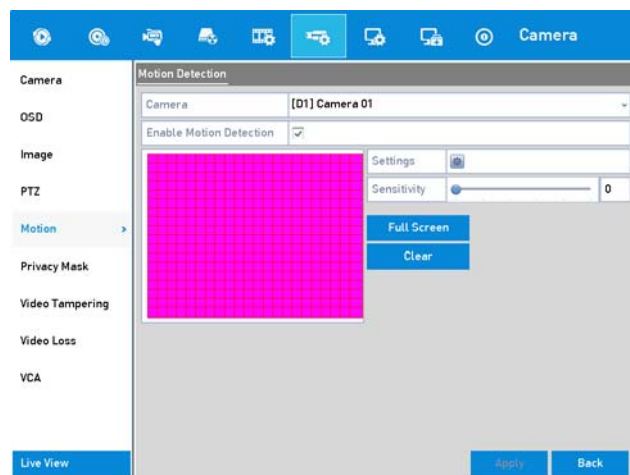 Camera
Camera
OSD
Image
PTZ
Motion >
Privacy Mask
Video Tampering
Video Loss
VCA
Live View
Motion Detection
Camera [D1] Camera 01
Enable Motion Detection
Settings
Sensitivity 0
Full Screen
Clear
Apply Back